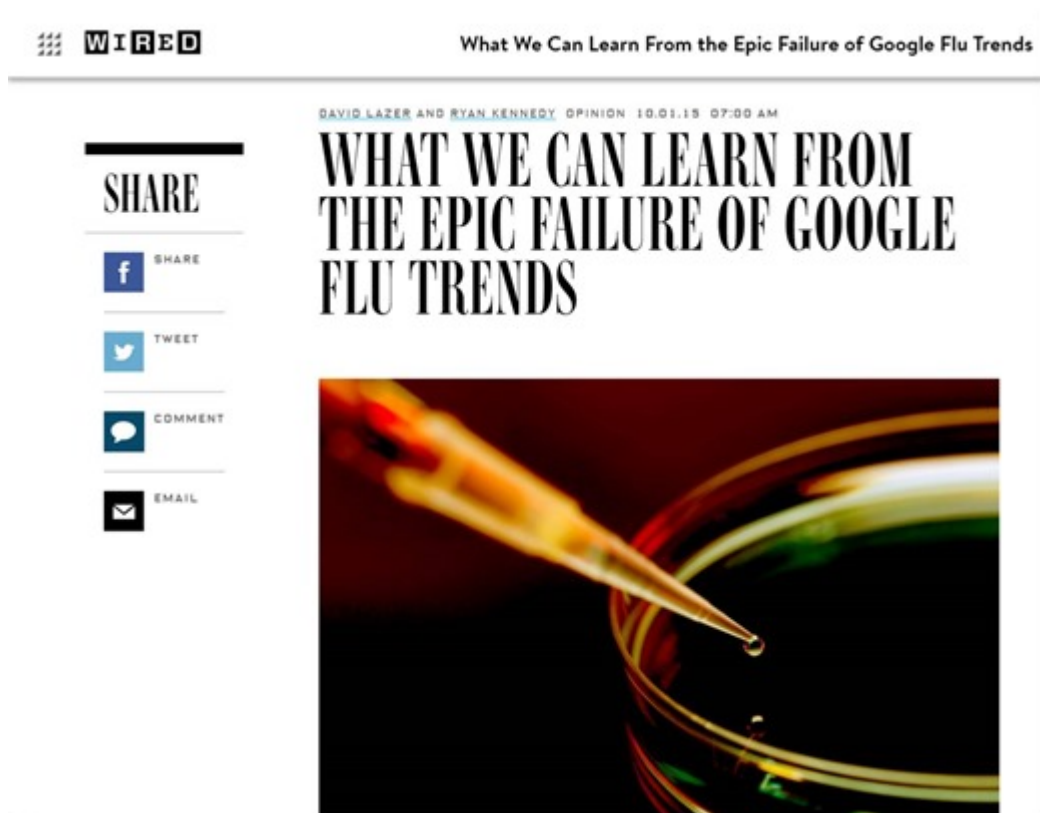 WIRED
What We Can Learn From the Epic Failure of Google Flu Trends
DAVID LAZER AND RYAN KENNEDY OPINION 10.01.15 07:00 AM
WHAT WE CAN LEARN FROM
THE EPIC FAILURE OF GOOGLE
FLU TRENDS
SHARE
SHARE
TWEET
COMMENT
EMAIL